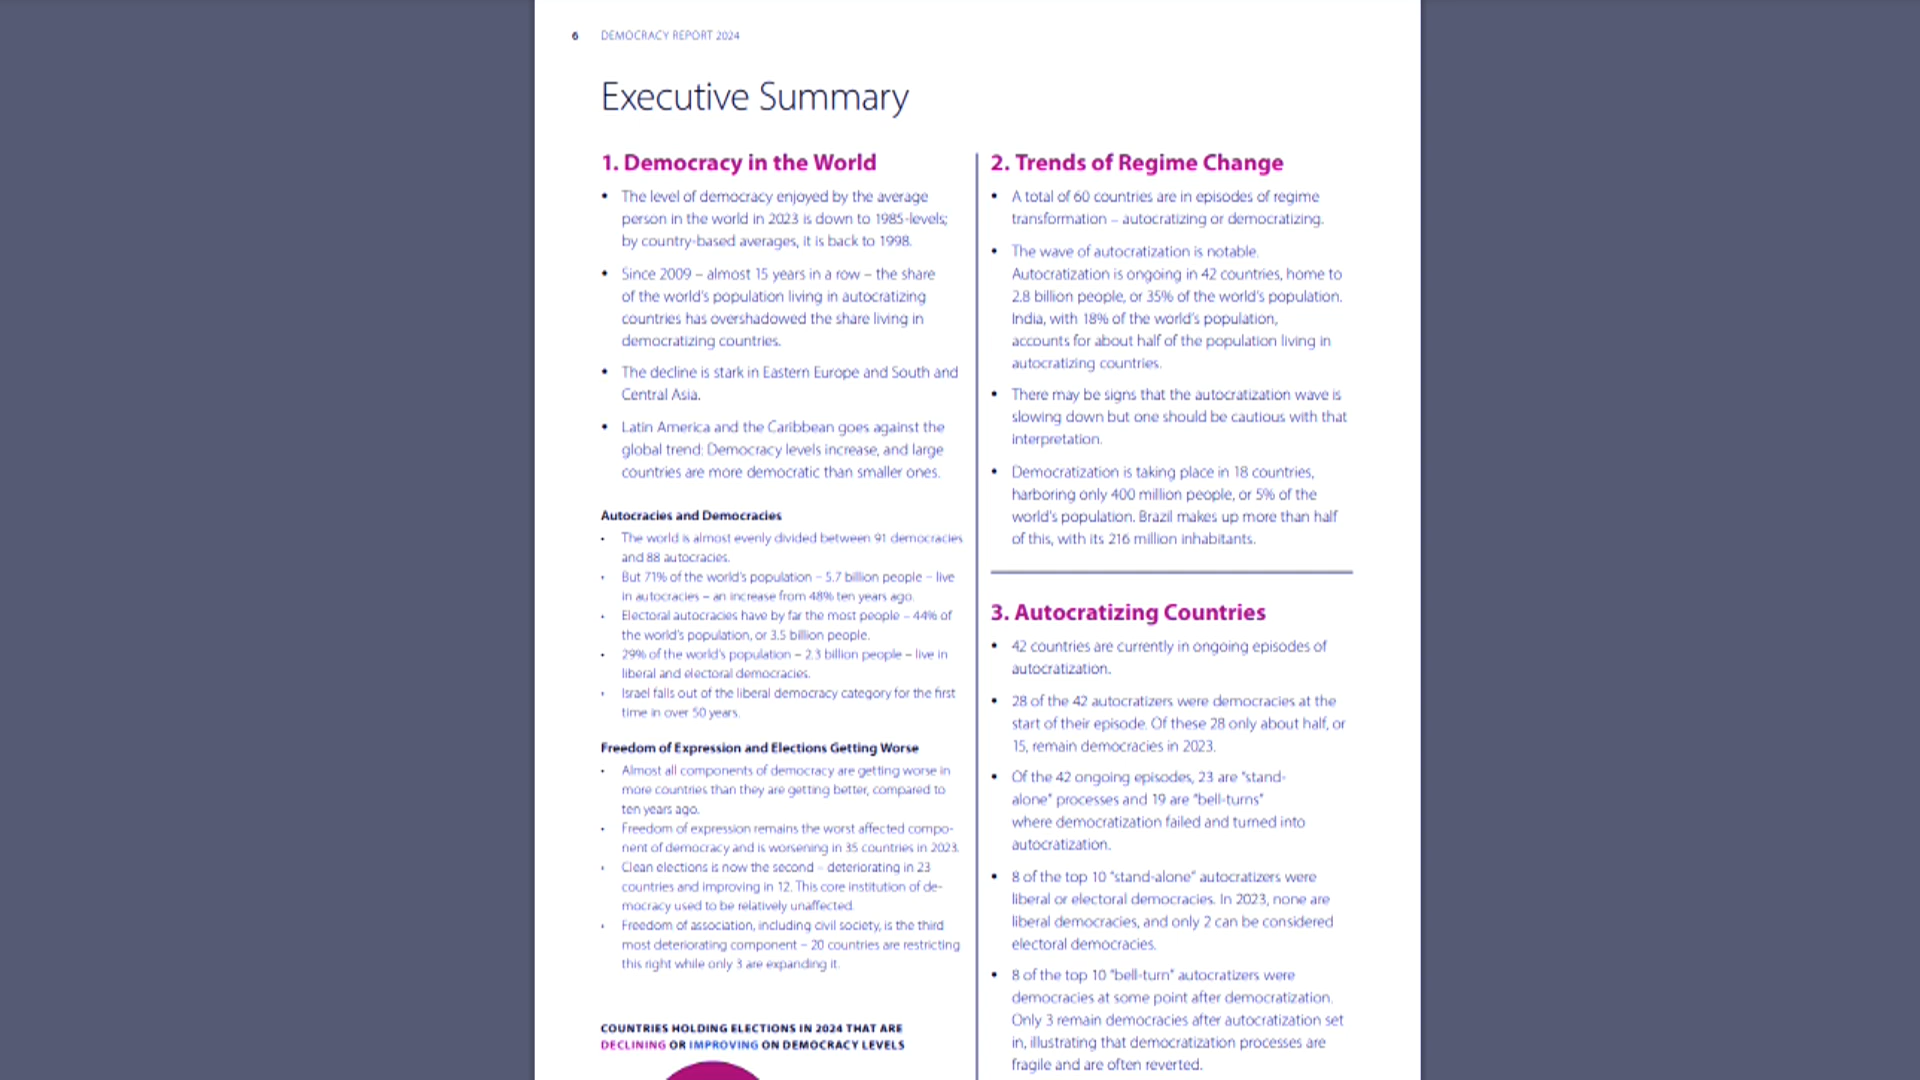 6 DEMOCRACY REPORT 2024
Executive Summary
1. Democracy in the World
• The level of democracy enjoyed by the average
person in the world in 2023 is down to 1985-levels;
by country-based averages, it is back to 1998.
• Since 2009 – almost 15 years in a row – the share
of the world's population living in autocratizing
countries has overshadowed the share living in
democratizing countries.
• The decline is stark in Eastern Europe and South and
Central Asia.
• Latin America and the Caribbean goes against the
global trend: Democracy levels increase, and large
countries are more democratic than smaller ones.
Autocracies and Democracies
• The world is almost evenly divided between 91 democracies
and 88 autocracies.
• But 71% of the world's population – 5.7 billion people – live
in autocracies – an increase from 48% ten years ago.
• Electoral autocracies have by far the most people – 44% of
the world's population, or 3.5 billion people.
• 29% of the world's population – 2.3 billion people – live in
liberal and electoral democracies.
• Israel falls out of the liberal democracy category for the first
time in over 50 years.
Freedom of Expression and Elections Getting Worse
• Almost all components of democracy are getting worse in
more countries than they are getting better, compared to
ten years ago.
• Freedom of expression remains the worst affected compo-
nent of democracy and is worsening in 35 countries in 2023.
• Clean elections is now the second – deteriorating in 23
countries and improving in 12. This core institution of de-
mocracy used to be relatively unaffected.
• Freedom of association, including civil society, is the third
most deteriorating component – 20 countries are restricting
this right while only 3 are expanding it.
COUNTRIES HOLDING ELECTIONS IN 2024 THAT ARE
DECLINING OR IMPROVING ON DEMOCRACY LEVELS
2. Trends of Regime Change
• A total of 60 countries are in episodes of regime
transformation – autocratizing or democratizing.
• The wave of autocratization is notable.
Autocratization is ongoing in 42 countries, home to
2.8 billion people, or 35% of the world's population.
India, with 18% of the world's population,
accounts for about half of the population living in
autocratizing countries.
• There may be signs that the autocratization wave is
slowing down but one should be cautious with that
interpretation.
• Democratization is taking place in 18 countries,
harboring only 400 million people, or 5% of the
world's population. Brazil makes up more than half
of this, with its 216 million inhabitants.
3. Autocratizing Countries
• 42 countries are currently in ongoing episodes of
autocratization.
• 28 of the 42 autocratizers were democracies at the
start of their episode. Of these 28 only about half, or
15, remain democracies in 2023.
• Of the 42 ongoing episodes, 23 are "stand-
alone" processes and 19 are "bell-turns"
where democratization failed and turned into
autocratization.
• 8 of the top 10 "stand-alone" autocratizers were
liberal or electoral democracies. In 2023, none are
liberal democracies, and only 2 can be considered
electoral democracies.
• 8 of the top 10 "bell-turn" autocratizers were
democracies at some point after democratization.
Only 3 remain democracies after autocratization set
in, illustrating that democratization processes are
fragile and are often reverted.